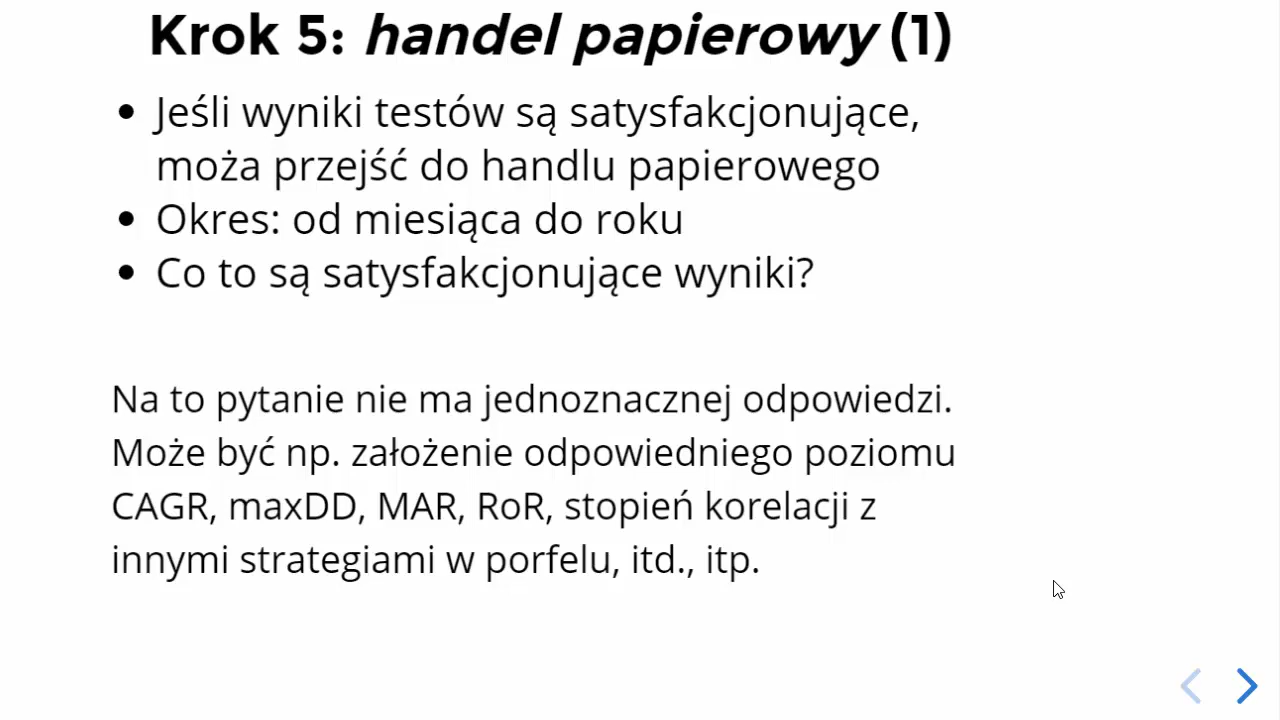 Krok 5: handel papierowy (1)
• Jeśli wyniki testów są satysfakcjonujące,
moża przejść do handlu papierowego
• Okres: od miesiąca do roku
• Co to są satysfakcjonujące wyniki?
Na to pytanie nie ma jednoznacznej odpowiedzi.
Może być np. założenie odpowiedniego poziomu
CAGR, maxDD, MAR, RoR, stopień korelacji z
innymi strategiami w porfelu, itd., itp.